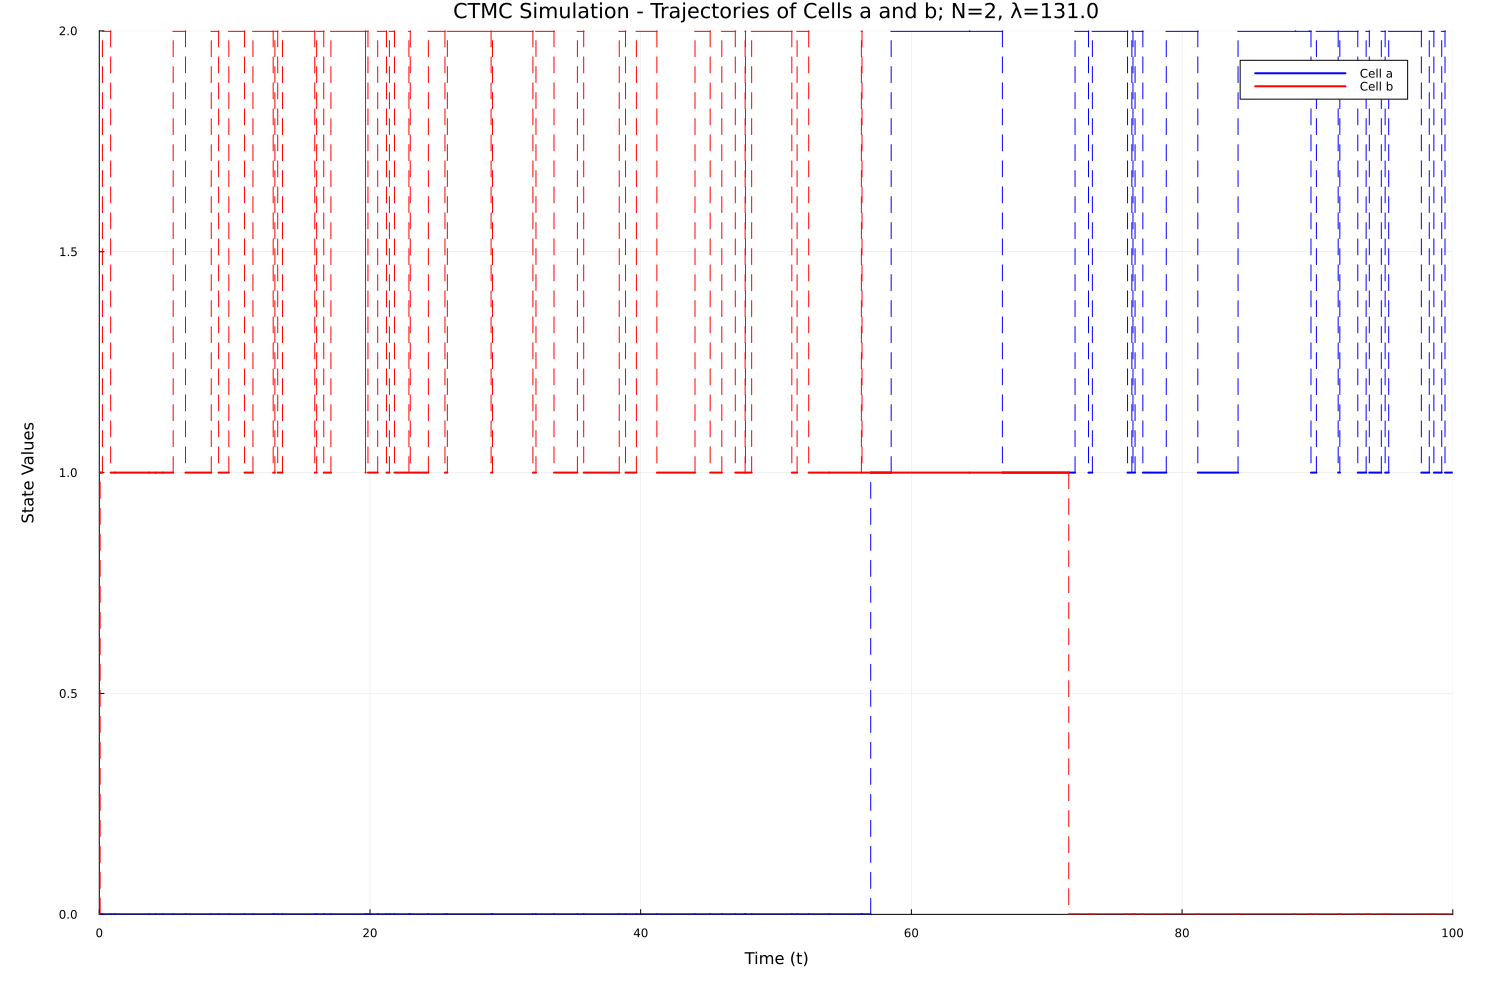 CTMC Simulation - Trajectories of Cells a and b; N=2, λ=131.0
2.0
1.5
1.0
0.5
0.0
State Values
Cell a
Cell b
0
20
40
60
80
100
Time (t)